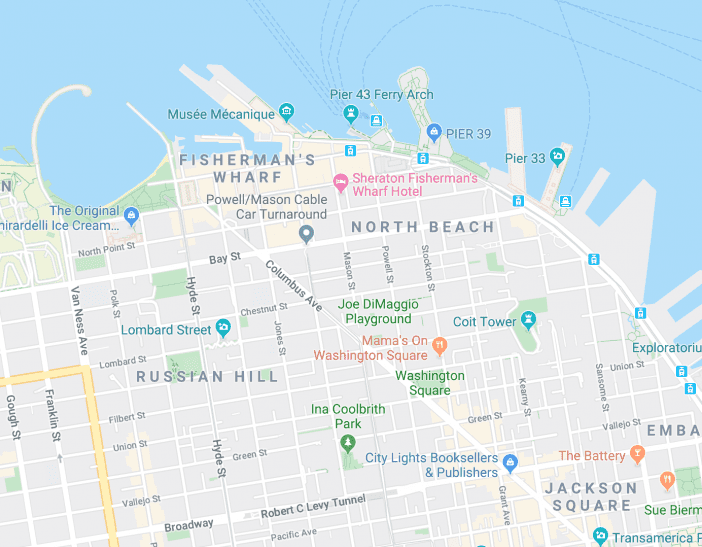 Pier 43 Ferry Arch
Musée Mécanique
PIER 39
FISHERMAN'S
WHARF
Pier 33
Sheraton Fisherman's
Wharf Hotel
N
Powell/Mason Cable
Car Turnaround
The Original
hirardelli Ice Cream...
NORTH BEACH
North Point St
Bay St
Mason St
Powell St
Stockton St
Columbus Ave
Hyde St
Van Ness Ave
Polk St
Joe DiMaggio
Playground
Chestnut St
Coit Tower
Lombard Street
Jones St
Mama's On
Washington Square
Exploratoriu
Lombard St
Union St
RUSSIAN HILL
Washington
Square
Kearny St
Sansome St
Gough St
Franklin St
Filbert St
Ina Coolbrith
Park
Green St
Vallejo St
EMBA
Union St
Hyde St
Green St
City Lights Booksellers
& Publishers
The Battery
JACKSON
SQUARE
Grant Ave
Vallejo St
Robert C Levy Tunnel
Sue Bierm
Broadway
Pacific Ave
Transamerica P